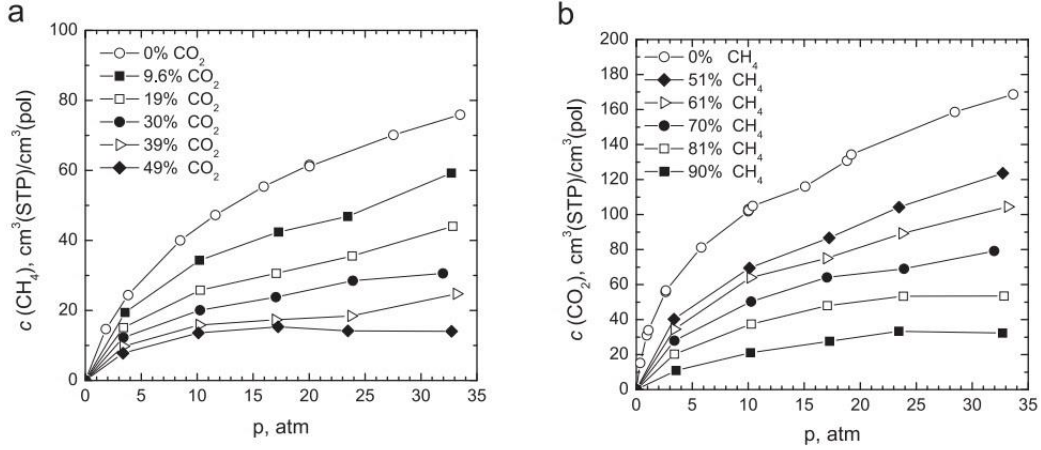 a
c (CH₄), cm³(STP)/cm³(pol)
100
80
60
40
20
0
0% CO₂
9.6% CO₂
19% CO₂
30% CO₂
39% CO₂
49% CO₂
0 5 10 15 20 25 30 35
p, atm
b
c (CO₂), cm³(STP)/cm³(pol)
200
180
160
140
120
100
80
60
40
20
0
0% CH₄
51% CH₄
61% CH₄
70% CH₄
81% CH₄
90% CH₄
0 5 10 15 20 25 30 35
p, atm